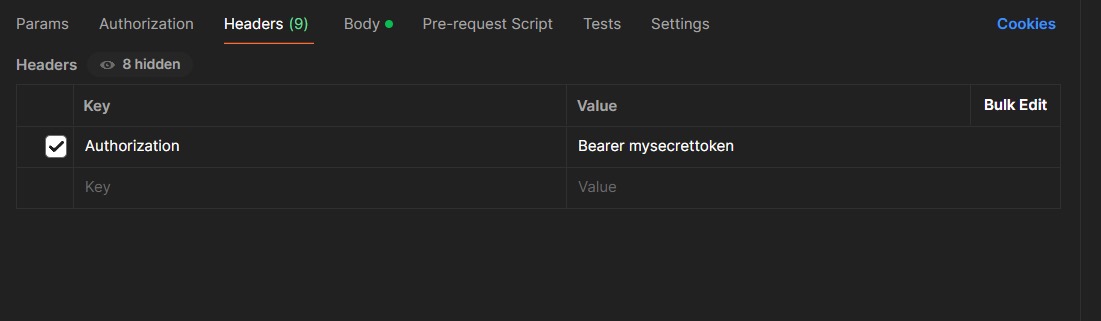 Params Authorization Headers (9) Body Pre-request Script Tests Settings Cookies
Headers 8 hidden
Key Value Bulk Edit
Authorization Bearer mysecrettoken
Key Value